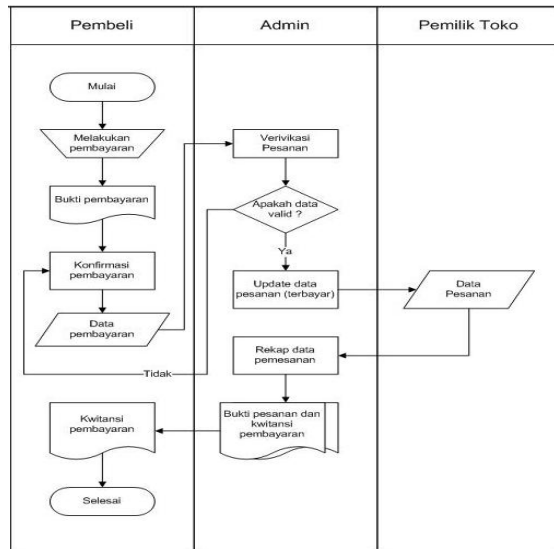 Pembeli
Admin
Pemilik Toko
Mulai
Melakukan
pembayaran
Bukti pembayaran
Konfirmasi
pembayaran
Data
pembayaran
Verivikasi
Pesanan
Apakah data
valid ?
Ya
Tidak
Update data
pesanan (terbayar)
Data
Pesanan
Rekap data
pemesanan
Bukti pesanan dan
kwitansi
pembayaran
Kwitansi
pembayaran
Selesai